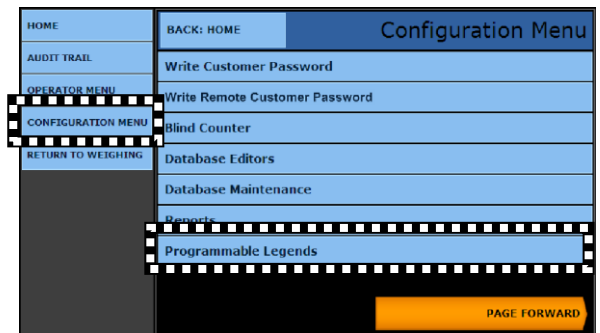 HOME
AUDIT TRAIL
OPERATOR MENU
CONFIGURATION MENU
RETURN TO WEIGHING
BACK: HOME
Configuration Menu
Write Customer Password
Write Remote Customer Password
Blind Counter
Database Editors
Database Maintenance
Reports
Programmable Legends
PAGE FORWARD